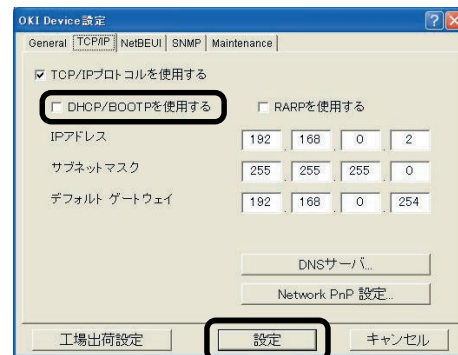 OKI Device設定
General TCP/IP NetBEUI SNMP Maintenance
TCP/IPプロトコルを使用する
DHCP/BOOTPを使用する RARPを使用する
IPアドレス 192 . 168 . 0 . 2
サブネットマスク 255 . 255 . 255 . 0
デフォルト ゲートウェイ 192 . 168 . 0 . 254
DNSサーバ...
Network PnP 設定...
工場出荷設定 設定 キャンセル